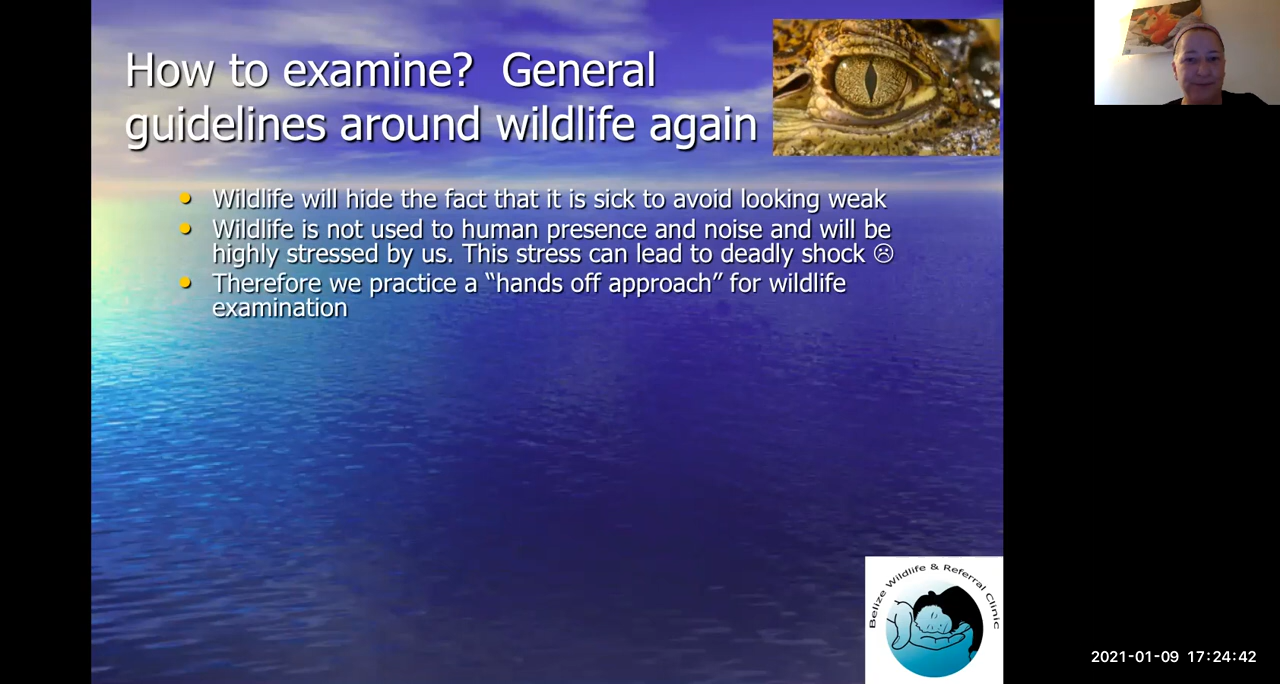 How to examine?  General
guidelines around wildlife again
• Wildlife will hide the fact that it is sick to avoid looking weak
• Wildlife is not used to human presence and noise and will be
highly stressed by us. This stress can lead to deadly shock ☹
• Therefore we practice a “hands off approach” for wildlife
examination
Belize Wildlife & Referral Clinic
2021-01-09 17:24:42